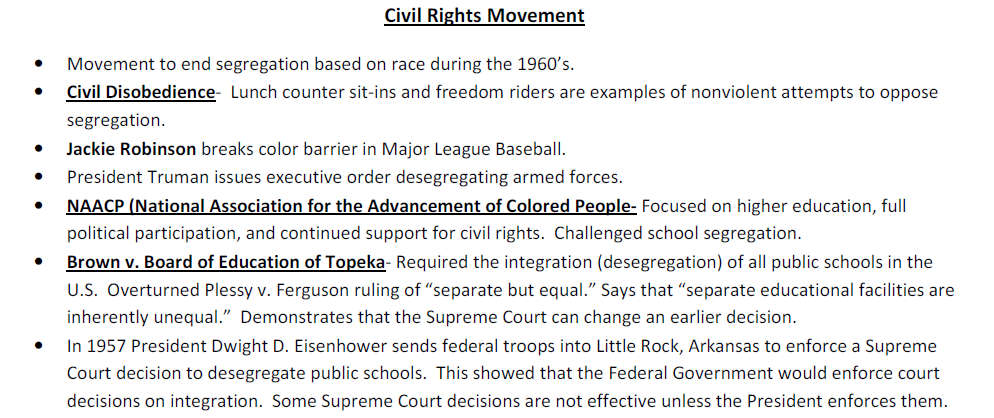 Civil Rights Movement
• Movement to end segregation based on race during the 1960’s.
• Civil Disobedience- Lunch counter sit-ins and freedom riders are examples of nonviolent attempts to oppose
segregation.
• Jackie Robinson breaks color barrier in Major League Baseball.
• President Truman issues executive order desegregating armed forces.
• NAACP (National Association for the Advancement of Colored People- Focused on higher education, full
political participation, and continued support for civil rights.  Challenged school segregation.
• Brown v. Board of Education of Topeka- Required the integration (desegregation) of all public schools in the
U.S.  Overturned Plessy v. Ferguson ruling of “separate but equal.” Says that “separate educational facilities are
inherently unequal.”  Demonstrates that the Supreme Court can change an earlier decision.
• In 1957 President Dwight D. Eisenhower sends federal troops into Little Rock, Arkansas to enforce a Supreme
Court decision to desegregate public schools.  This showed that the Federal Government would enforce court
decisions on integration.  Some Supreme Court decisions are not effective unless the President enforces them.